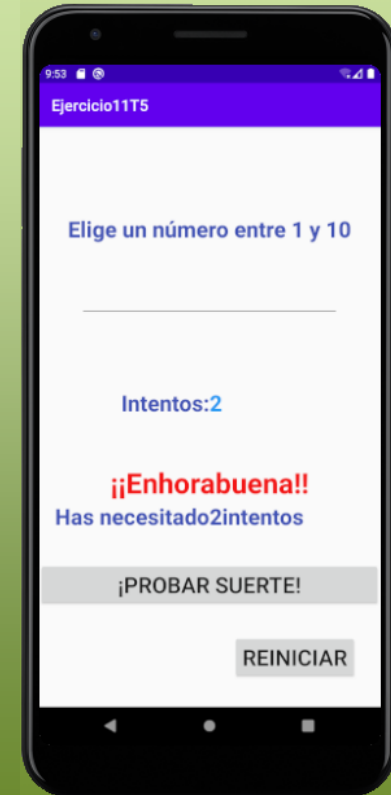 9:53
Ejercicio11T5
Elige un número entre 1 y 10
Intentos:2
¡¡Enhorabuena!!
Has necesitado2intentos
¡PROBAR SUERTE!
REINICIAR